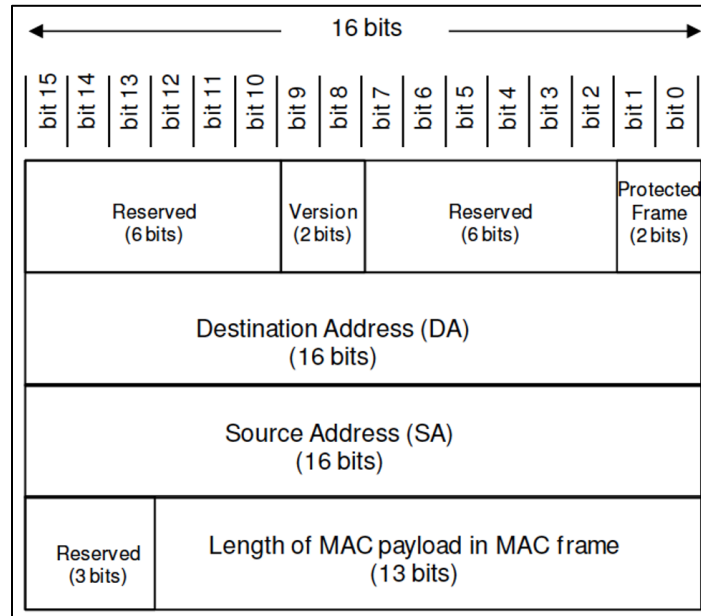 16 bits
bit 15
bit 14
bit 13
bit 12
bit 11
bit 10
bit 9
bit 8
bit 7
bit 6
bit 5
bit 4
bit 3
bit 2
bit 1
bit 0
Reserved
(6 bits)
Version
(2 bits)
Reserved
(6 bits)
Protected
Frame
(2 bits)
Destination Address (DA)
(16 bits)
Source Address (SA)
(16 bits)
Reserved
(3 bits)
Length of MAC payload in MAC frame
(13 bits)